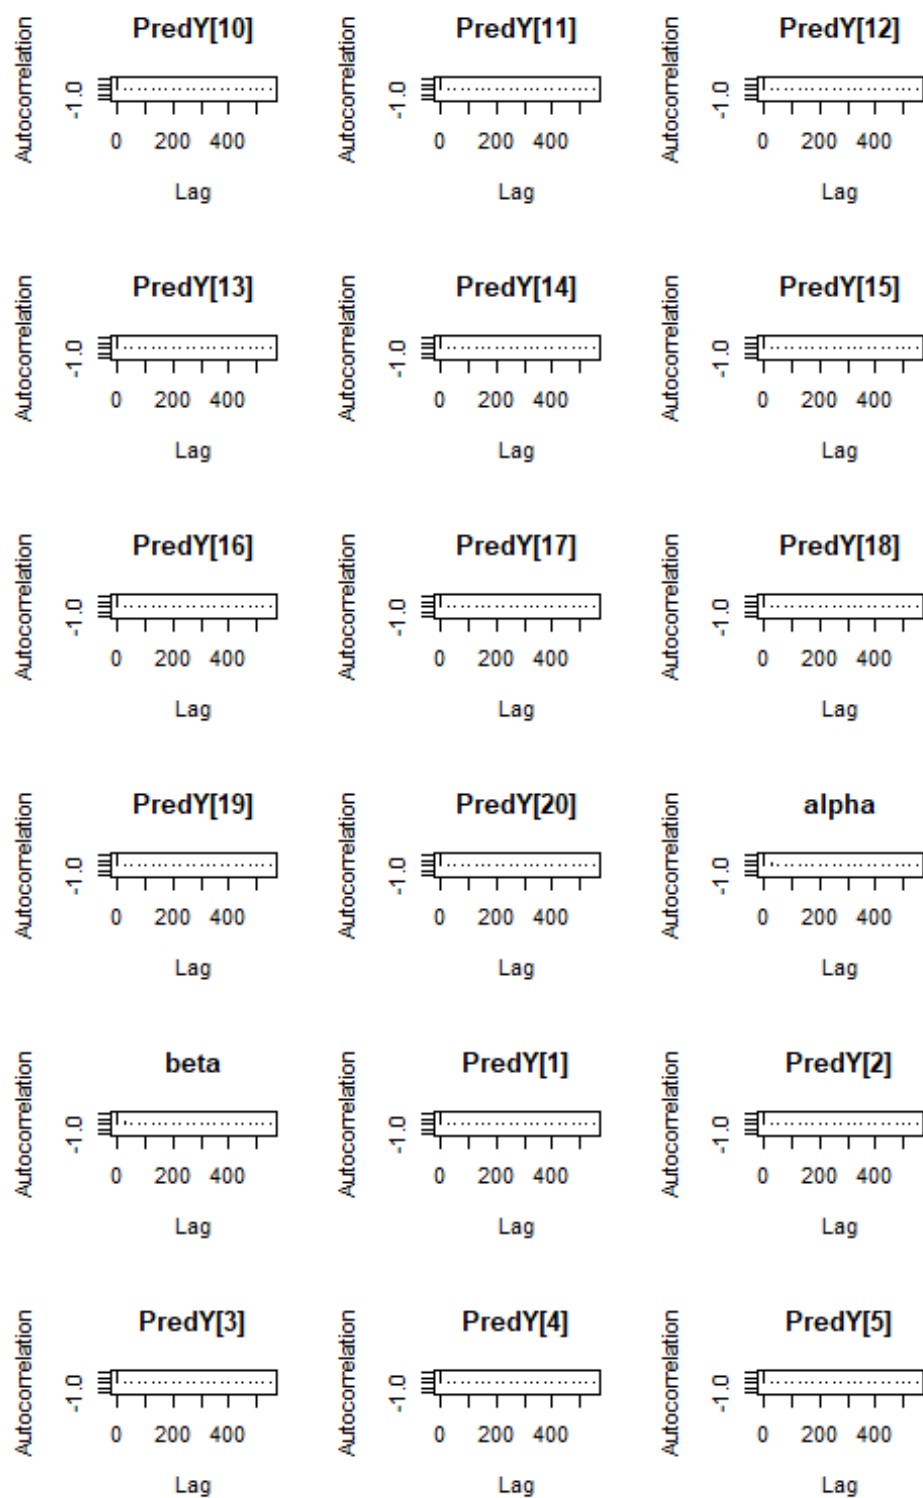 PredY[10] PredY[11] PredY[12]
Autocorrelation Autocorrelation Autocorrelation
-1.0 -1.0 -1.0
0 200 400 0 200 400 0 200 400
Lag Lag Lag
PredY[13] PredY[14] PredY[15]
Autocorrelation Autocorrelation Autocorrelation
-1.0 -1.0 -1.0
0 200 400 0 200 400 0 200 400
Lag Lag Lag
PredY[16] PredY[17] PredY[18]
Autocorrelation Autocorrelation Autocorrelation
-1.0 -1.0 -1.0
0 200 400 0 200 400 0 200 400
Lag Lag Lag
PredY[19] PredY[20] alpha
Autocorrelation Autocorrelation Autocorrelation
-1.0 -1.0 -1.0
0 200 400 0 200 400 0 200 400
Lag Lag Lag
beta PredY[1] PredY[2]
Autocorrelation Autocorrelation Autocorrelation
-1.0 -1.0 -1.0
0 200 400 0 200 400 0 200 400
Lag Lag Lag
PredY[3] PredY[4] PredY[5]
Autocorrelation Autocorrelation Autocorrelation
-1.0 -1.0 -1.0
0 200 400 0 200 400 0 200 400
Lag Lag Lag